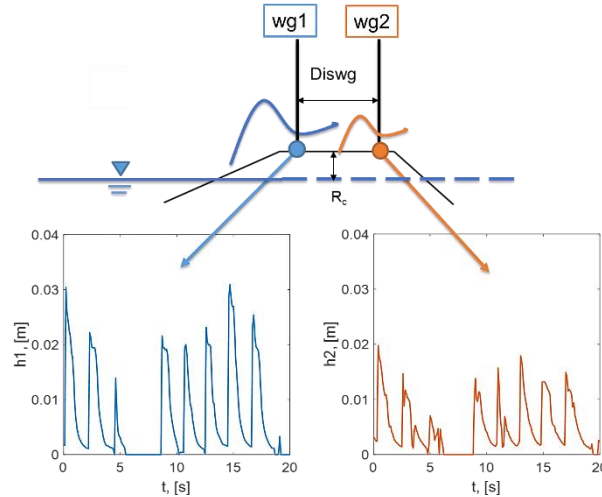 wg1 wg2
Diswg
R_c
0.04 0.04
0.03 0.03
0.02 0.02
0.01 0.01
0 0
h1, [m] h2, [m]
0 5 10 15 20 0 5 10 15 20
t, [s] t, [s]